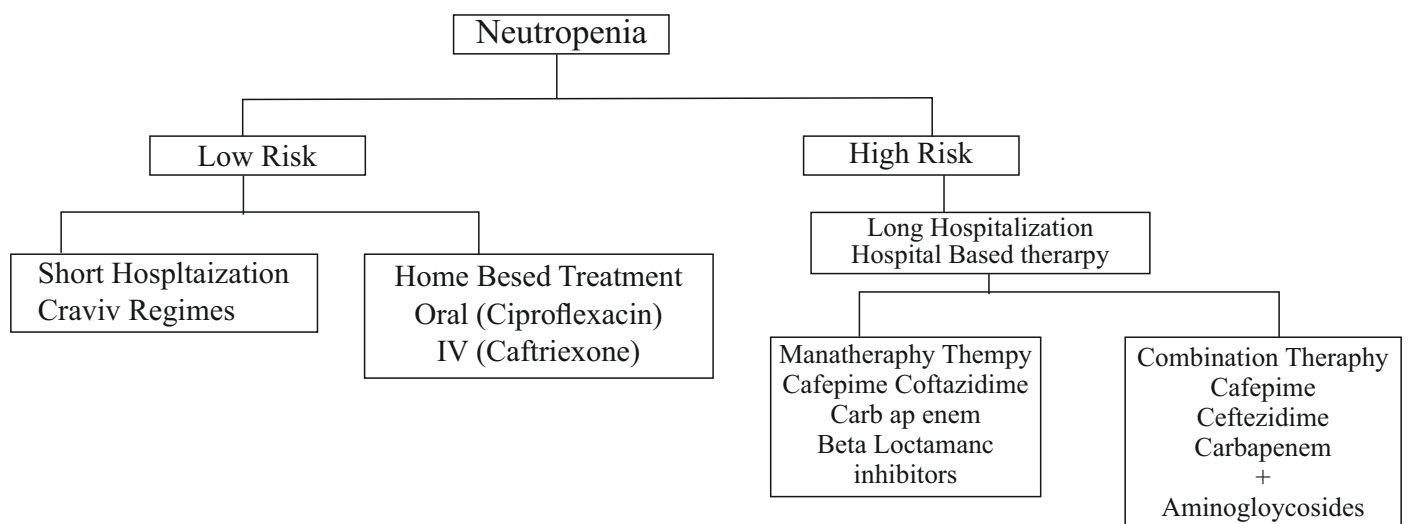 Neutropenia
Low Risk
High Risk
Short Hospltaization
Craviv Regimes
Home Besed Treatment
Oral (Ciproflexacin)
IV (Caftriexone)
Long Hospitalization
Hospital Based therarpy
Manatheraphy Thempy
Cafepime Coftazidime
Carb ap enem
Beta Loctamanc
inhibitors
Combination Theraphy
Cafepime
Ceftezidime
Carbapenem
+
Aminogloycosides